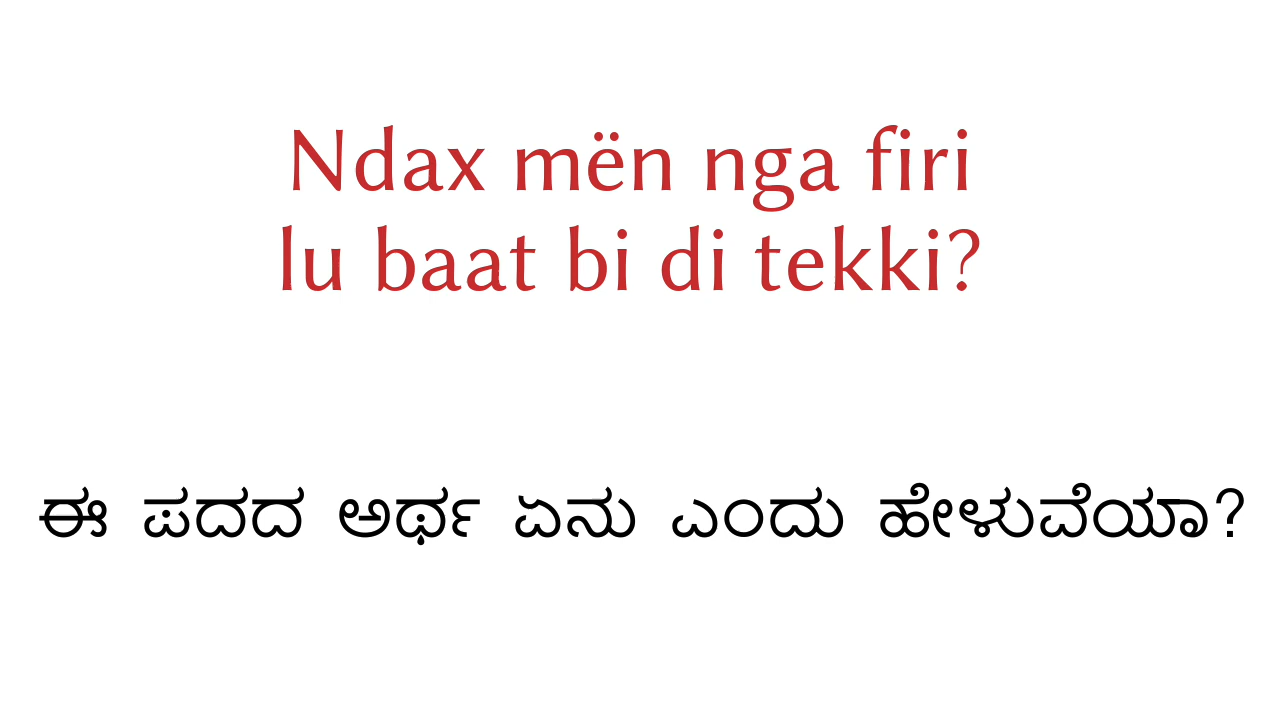 Ndax mën nga firi
lu baat bi di tekki?
ಈ ಪದದ ಅರ್ಥ ಏನು ಎಂದು ಹೇಳುವೆಯಾ?